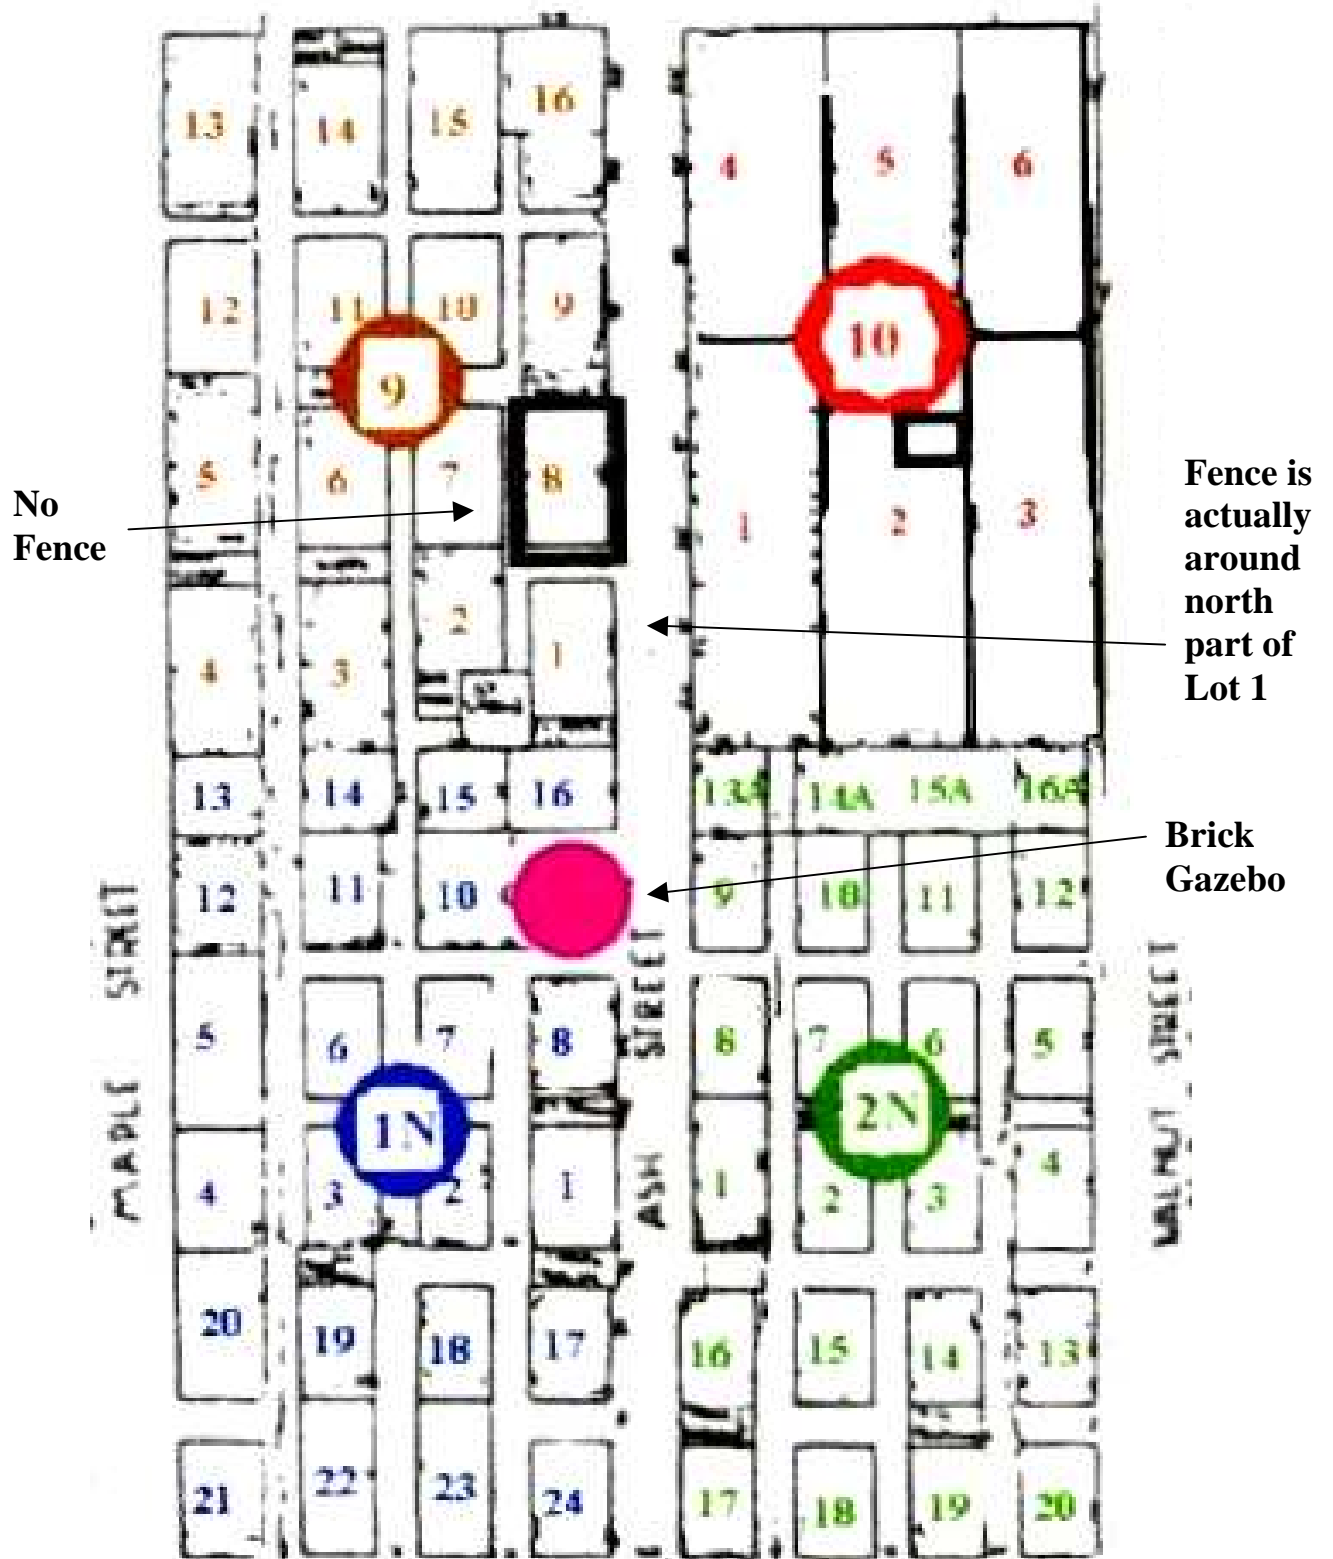 13 14 15 16
4 5 6
12 11 10 9
9
10
5 6 7 8
1 2 3
No
Fence
Fence is
actually
around
north
part of
Lot 1
4 3 2 1
13 14 15 16
13A 14A 15A 16A
Brick
Gazebo
12 11 10
9 10 11 12
MAPLE STREET
ASH STREET
WALNUT STREET
5 6 7 8
8 7 6 5
1N
2N
4 3 2 1
1 2 3 4
20 19 18 17
16 15 14 13
21 22 23 24
17 18 19 20